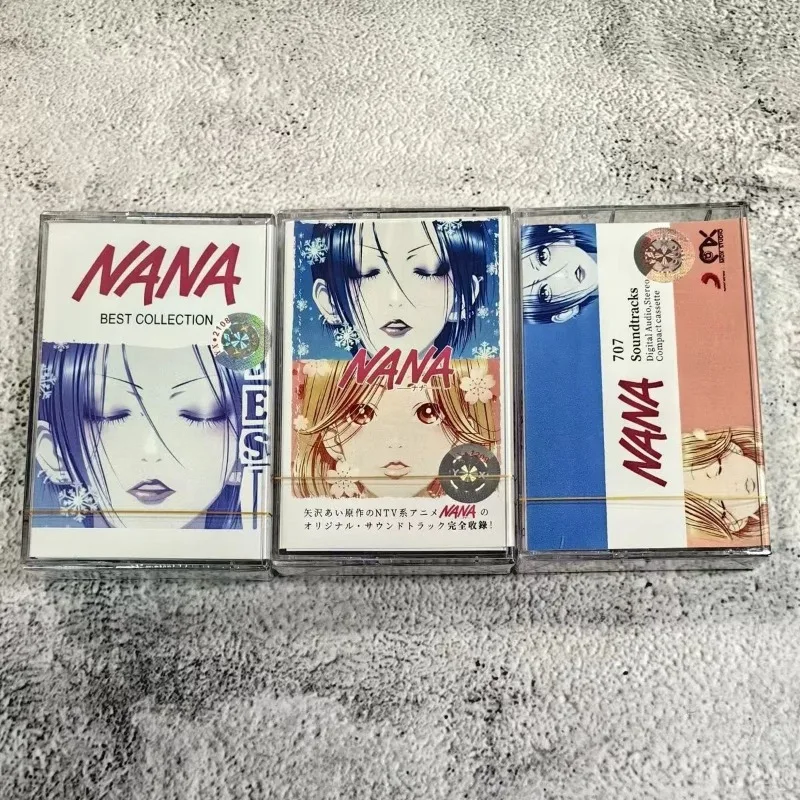 NANA
BEST COLLECTION
NANA
矢沢あい原作のNTV系アニメNANAの
オリジナル・サウンドトラック完全収録!
707
Soundtracks
Digital Audio,Stereo
Compact cassette
NANA